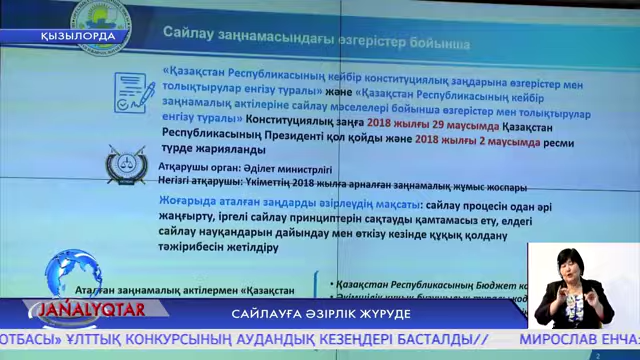 ҚЫЗЫЛОРДА
Сайлау заңнамасындағы өзгерістер бойынша
«Қазақстан Республикасының кейбір конституциялық заңдарына өзгерістер мен
толықтырулар енгізу туралы» және «Қазақстан Республикасының кейбір
заңнамалық актілеріне сайлау мәселелері бойынша өзгерістер мен толықтырулар
енгізу туралы» Конституциялық заңға 2018 жылғы 29 маусымда Қазақстан
Республикасының Президенті қол қойды және 2018 жылғы 2 маусымда ресми
түрде жарияланды
Атқарушы орган: Әділет министрлігі
Негізгі атқарушы: Үкіметтің 2018 жылға арналған заңнамалық жұмыс жоспары
Жоғарыда аталған заңдарды әзірлеудің мақсаты: сайлау процесін одан әрі
жаңғырту, іргелі сайлау принциптерін сақтауды қамтамасыз ету, елдегі
сайлау науқандарын дайындау мен өткізу кезінде құқық қолдану
тәжірибесін жетілдіру
Аталған заңнамалық актілермен «Қазақстан
• Қазақстан Республикасының Бюджет
JAŃALYQTAR
САЙЛАУҒА ӘЗІРЛІК ЖҮРУДЕ
ОТБАСЫ» ҰЛТТЫҚ КОНКУРСЫНЫҢ АУДАНДЫҚ КЕЗЕҢДЕРІ БАСТАЛДЫ// МИРОСЛАВ ЕНЧА